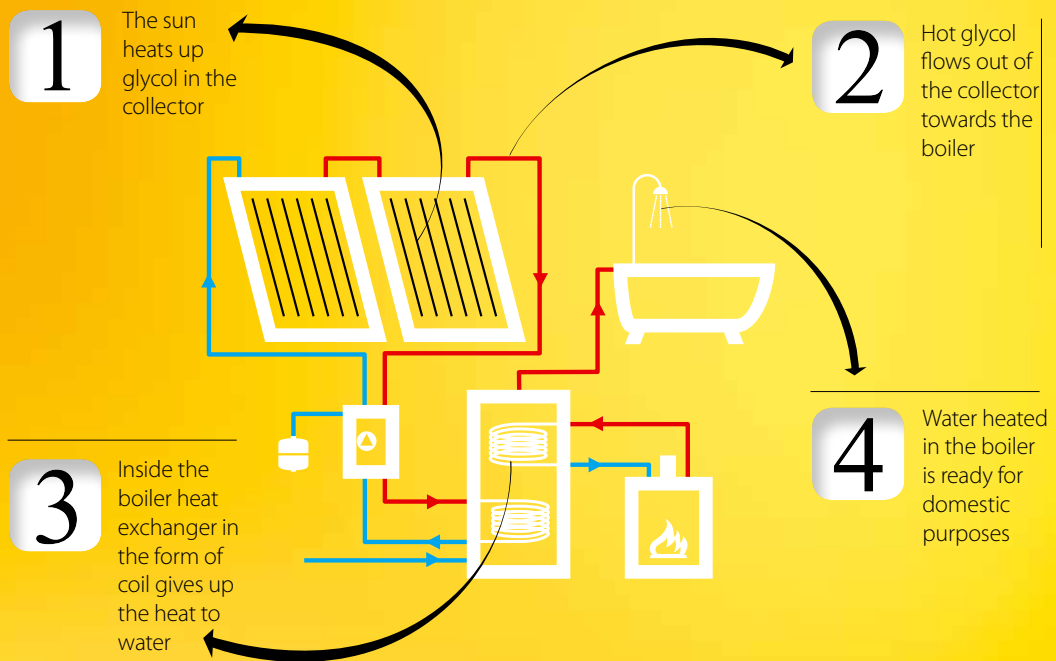 1
The sun
heats up
glycol in the
collector
2
Hot glycol
flows out of
the collector
towards the
boiler
3
Inside the
boiler heat
exchanger in
the form of
coil gives up
the heat to
water
4
Water heated
in the boiler
is ready for
domestic
purposes